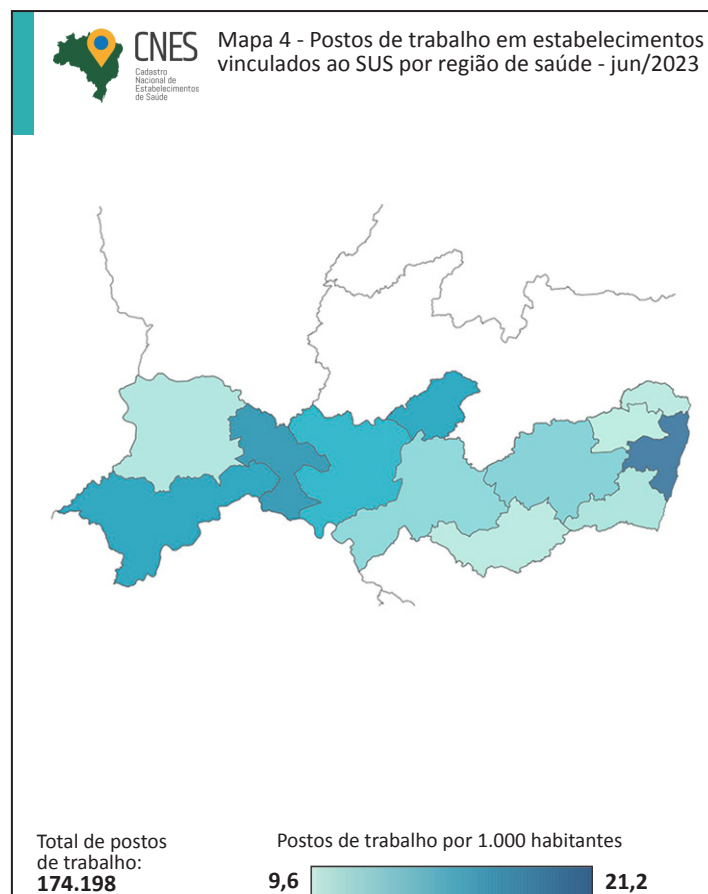 CNES
Cadastro
Nacional de
Estabelecimentos
de Saúde
Mapa 4 - Postos de trabalho em estabelecimentos
vinculados ao SUS por região de saúde - jun/2023
Total de postos
de trabalho:
174.198
Postos de trabalho por 1.000 habitantes
9,6
21,2